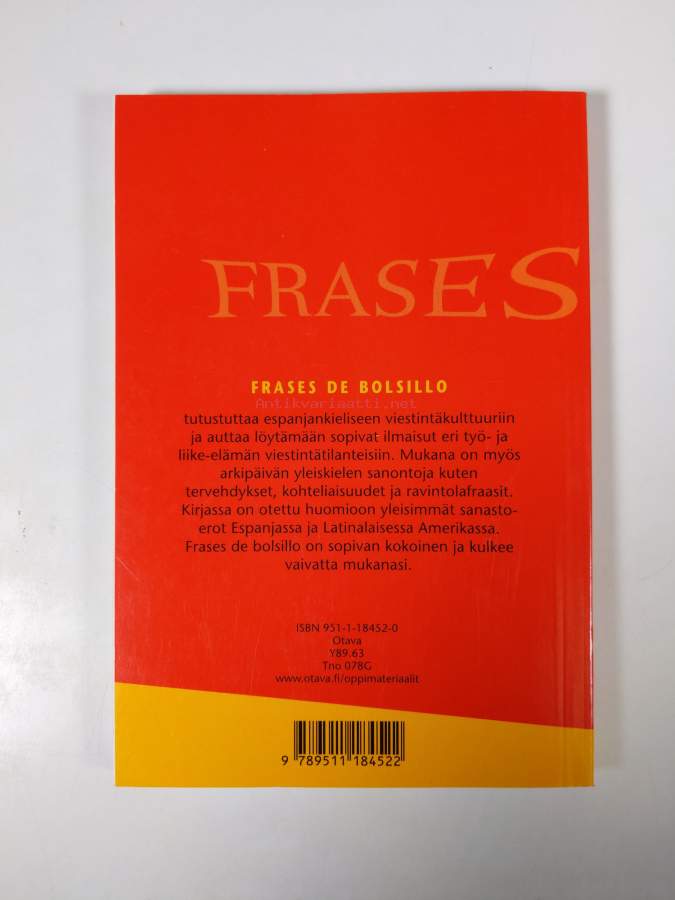 FRASES
FRASES DE BOLSILLO
Antikvariaatti.net
tutustuttaa espanjankieliseen viestintäkulttuuriin
ja auttaa löytämään sopivat ilmaisut eri työ- ja
liike-elämän viestintätilanteisiin. Mukana on myös
arkipäivän yleiskielen sanontoja kuten
tervehdykset, kohteliaisuudet ja ravintolafraasit.
Kirjassa on otettu huomioon yleisimmät sanasto-
erot Espanjassa ja Latinalaisessa Amerikassa.
Frases de bolsillo on sopivan kokoinen ja kulkee
vaivatta mukanasi.
ISBN 951-1-18452-0
Otava
Y89.63
Tno 078G
www.otava.fi/oppimateriaalit
9 789511 184522